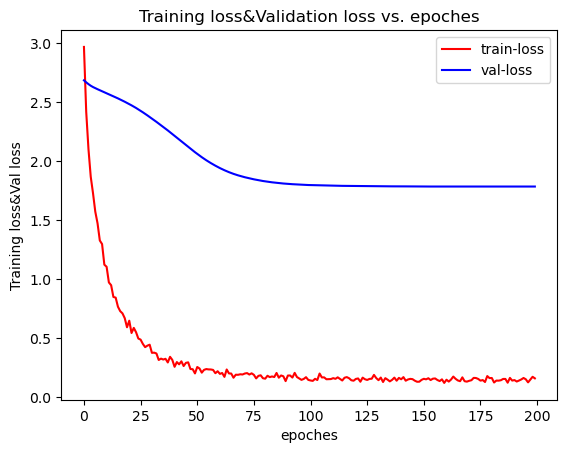 Training loss&Validation loss vs. epoches
train-loss
val-loss
Training loss&Val loss
3.0
2.5
2.0
1.5
1.0
0.5
0.0
0 25 50 75 100 125 150 175 200
epoches